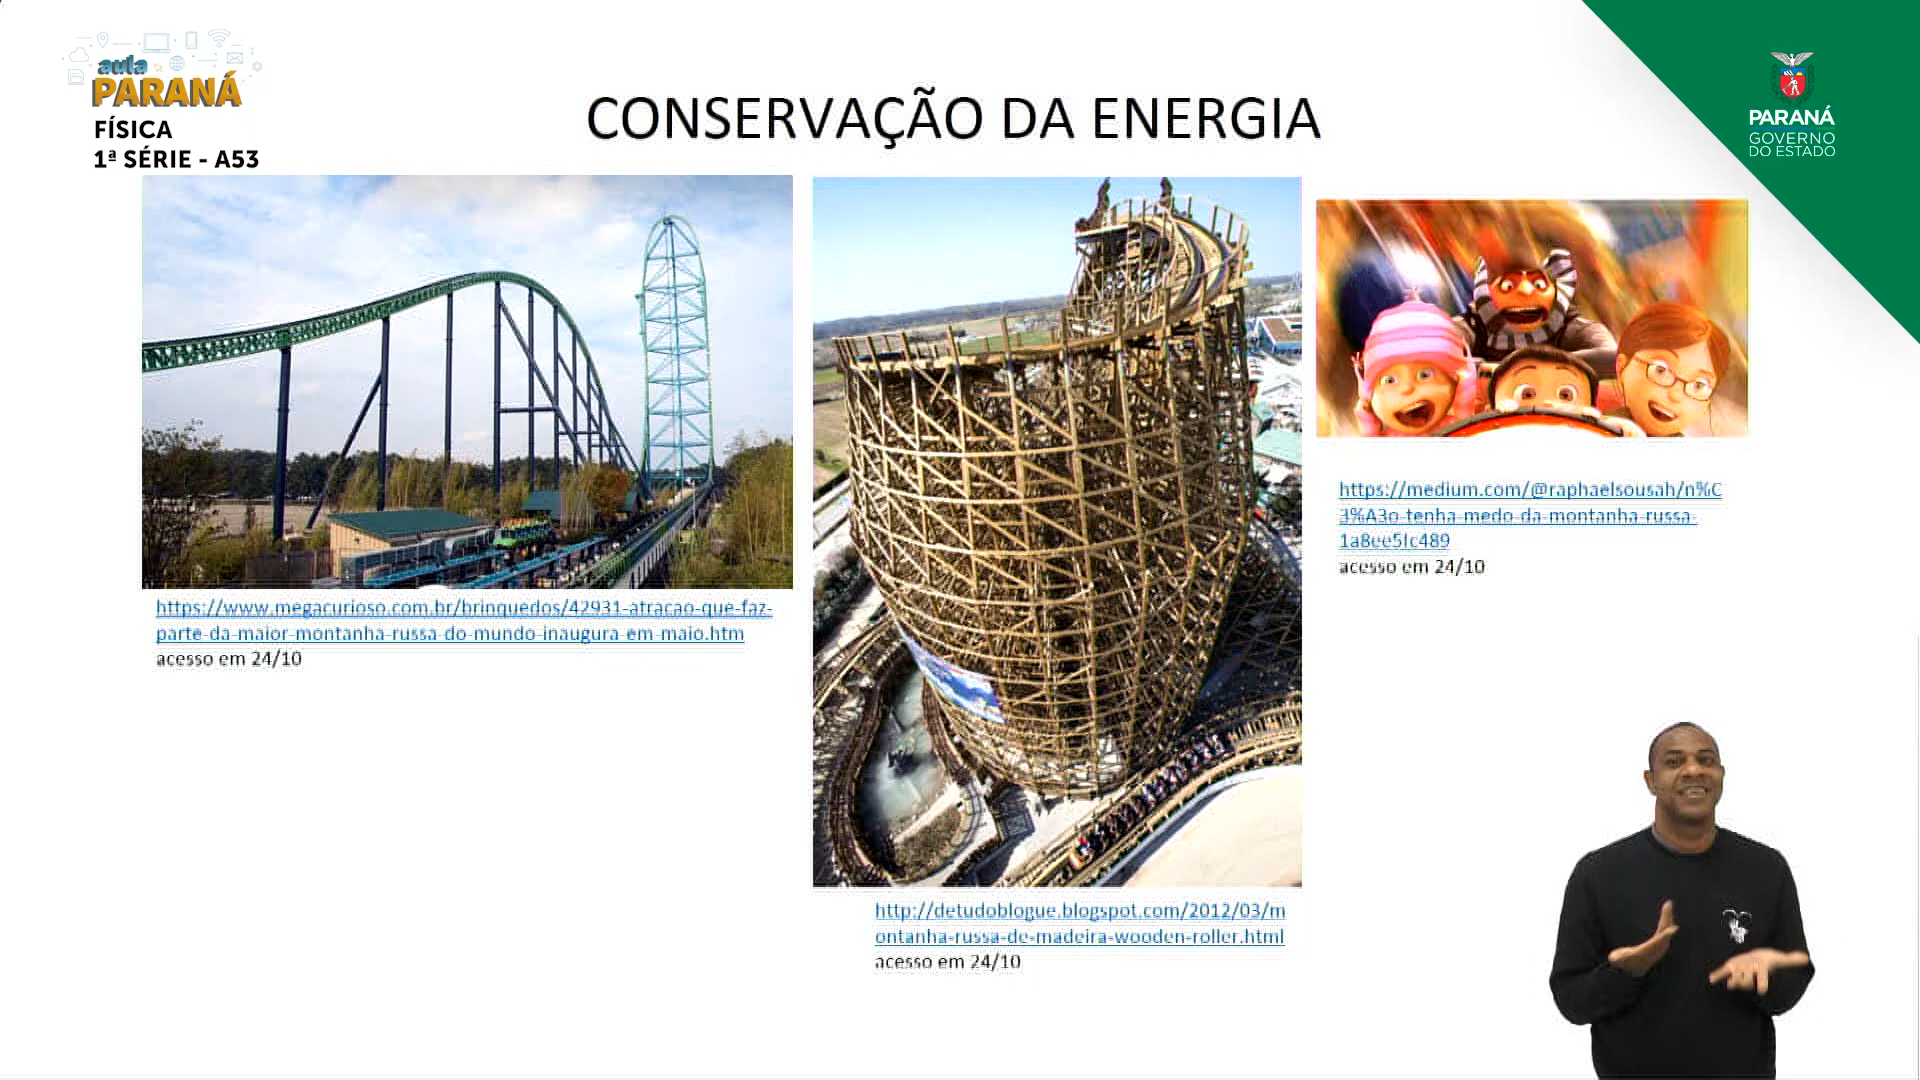 aula
PARANÁ
FÍSICA
1ª SÉRIE - A53
CONSERVAÇÃO DA ENERGIA
PARANÁ
GOVERNO
DO ESTADO
https://www.megacurioso.com.br/brinquedos/42931-atracao-que-faz-
parte-da-maior-montanha-russa-do-mundo-inaugura-em-maio.htm
acesso em 24/10
http://detudoblogue.blogspot.com/2012/03/m
ontanha-russa-de-madeira-wooden-roller.html
acesso em 24/10
https://medium.com/@raphaelsousah/n%C
3%A3o-tenha-medo-da-montanha-russa-
1a8ee5fc489
acesso em 24/10